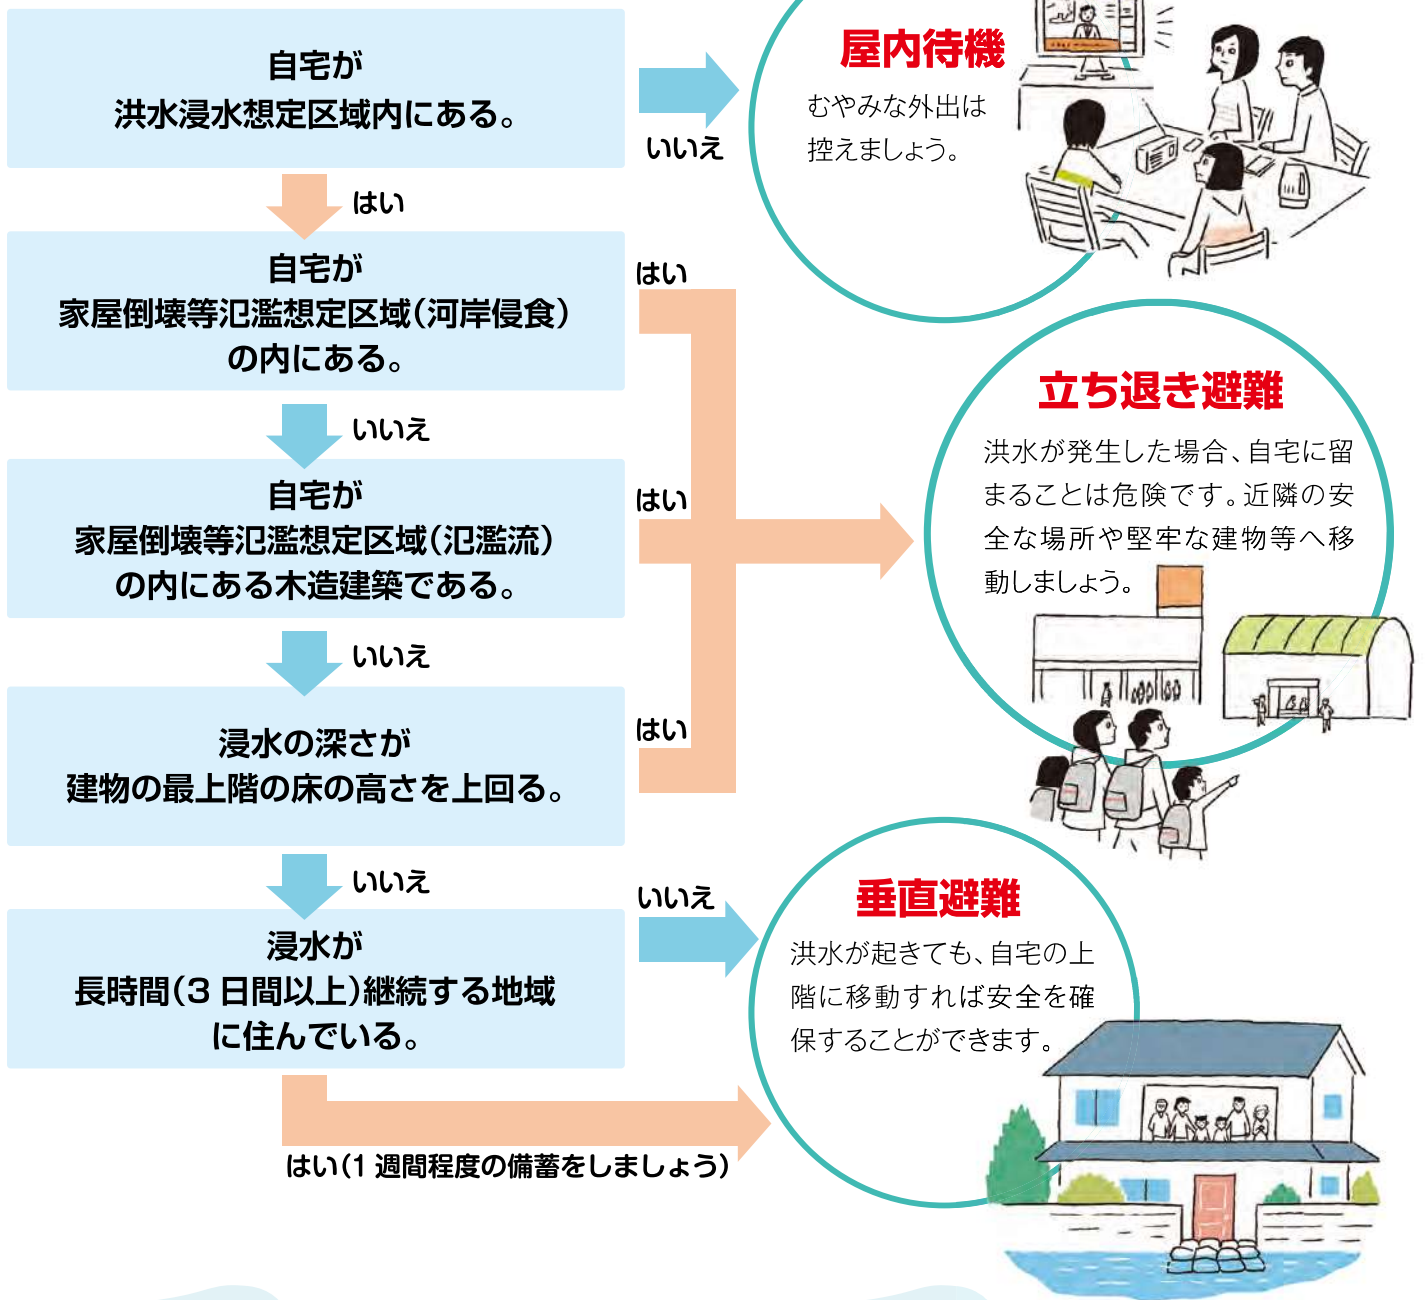 自宅が
洪水浸水想定区域内にある。
いいえ
屋内待機
むやみな外出は
控えましょう。
はい
自宅が
家屋倒壊等氾濫想定区域(河岸侵食)
の内にある。
はい
いいえ
自宅が
家屋倒壊等氾濫想定区域(氾濫流)
の内にある木造建築である。
はい
立ち退き避難
洪水が発生した場合、自宅に留
まることは危険です。近隣の安
全な場所や堅牢な建物等へ移
動しましょう。
いいえ
浸水の深さが
建物の最上階の床の高さを上回る。
はい
いいえ
浸水が
長時間(3日間以上)継続する地域
に住んでいる。
いいえ
垂直避難
洪水が起きても、自宅の上
階に移動すれば安全を確
保することができます。
はい(1週間程度の備蓄をしましょう)